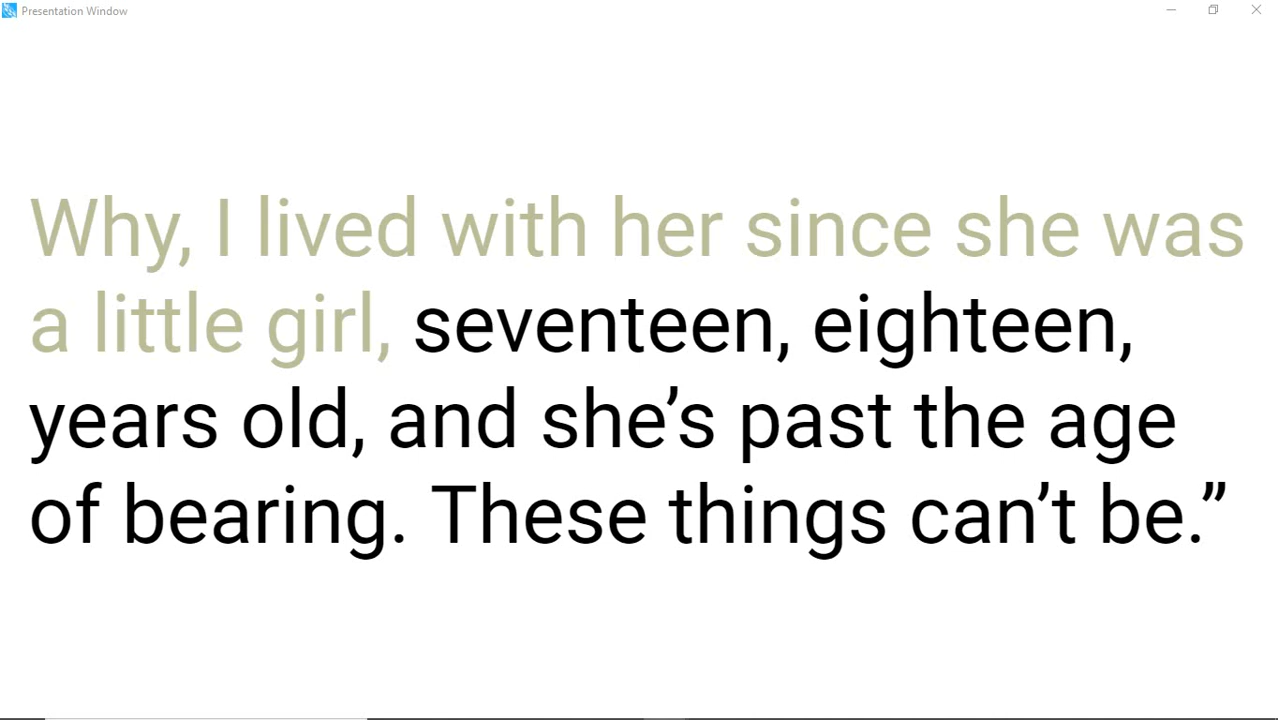 Presentation Window
Why, I lived with her since she was
a little girl, seventeen, eighteen,
years old, and she’s past the age
of bearing. These things can’t be.”